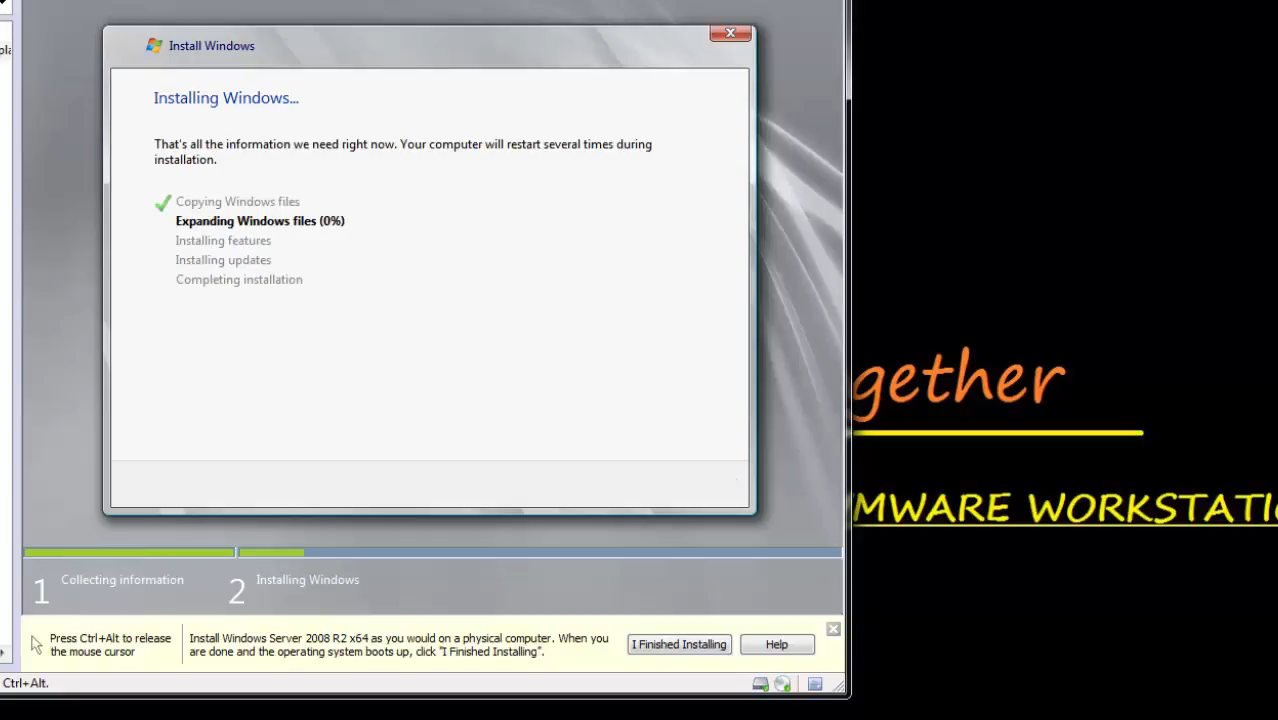 Install Windows
Installing Windows...
That's all the information we need right now. Your computer will restart several times during
installation.
Copying Windows files
Expanding Windows files (0%)
Installing features
Installing updates
Completing installation
gether
MWARE WORKSTATI
1 Collecting information
2 Installing Windows
Press Ctrl+Alt to release
the mouse cursor
Install Windows Server 2008 R2 x64 as you would on a physical computer. When you
are done and the operating system boots up, click "I Finished Installing".
I Finished Installing
Help
Ctrl+Alt.